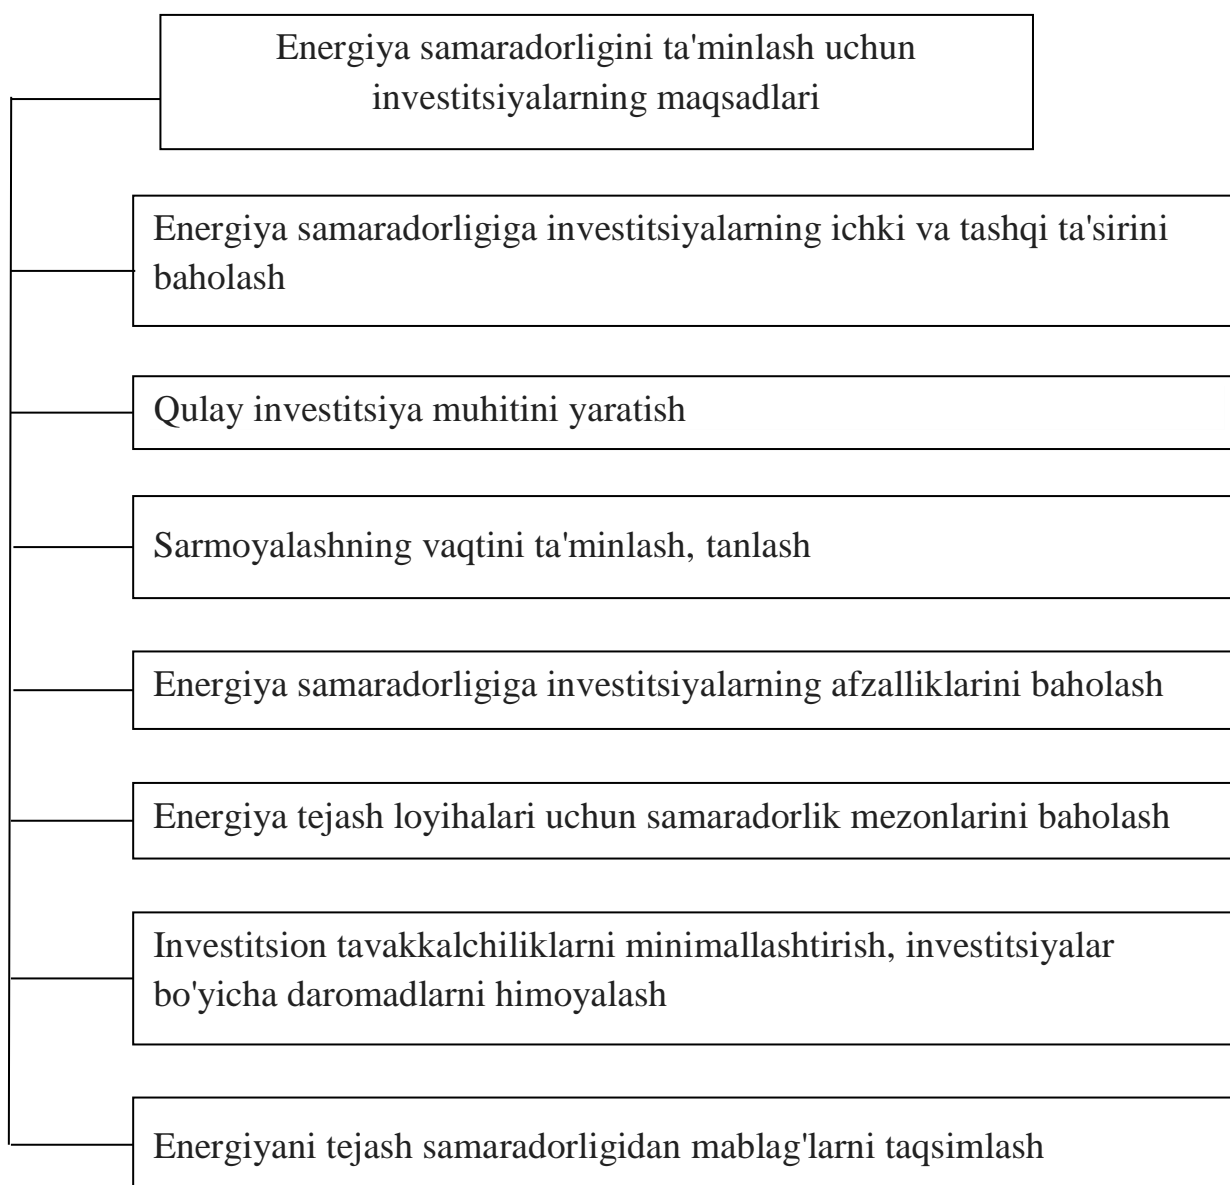 Energiya samaradorligini ta'minlash uchun
investitsiyalarning maqsadlari
Energiya samaradorligiga investitsiyalarning ichki va tashqi ta'sirini
baholash
Qulay investitsiya muhitini yaratish
Sarmoyalashning vaqtini ta'minlash, tanlash
Energiya samaradorligiga investitsiyalarning afzalliklarini baholash
Energiya tejash loyihalari uchun samaradorlik mezonlarini baholash
Investitsion tavakkalchiliklarni minimallashtirish, investitsiyalar
bo'yicha daromadlarni himoyalash
Energiyani tejash samaradorligidan mablag'larni taqsimlash